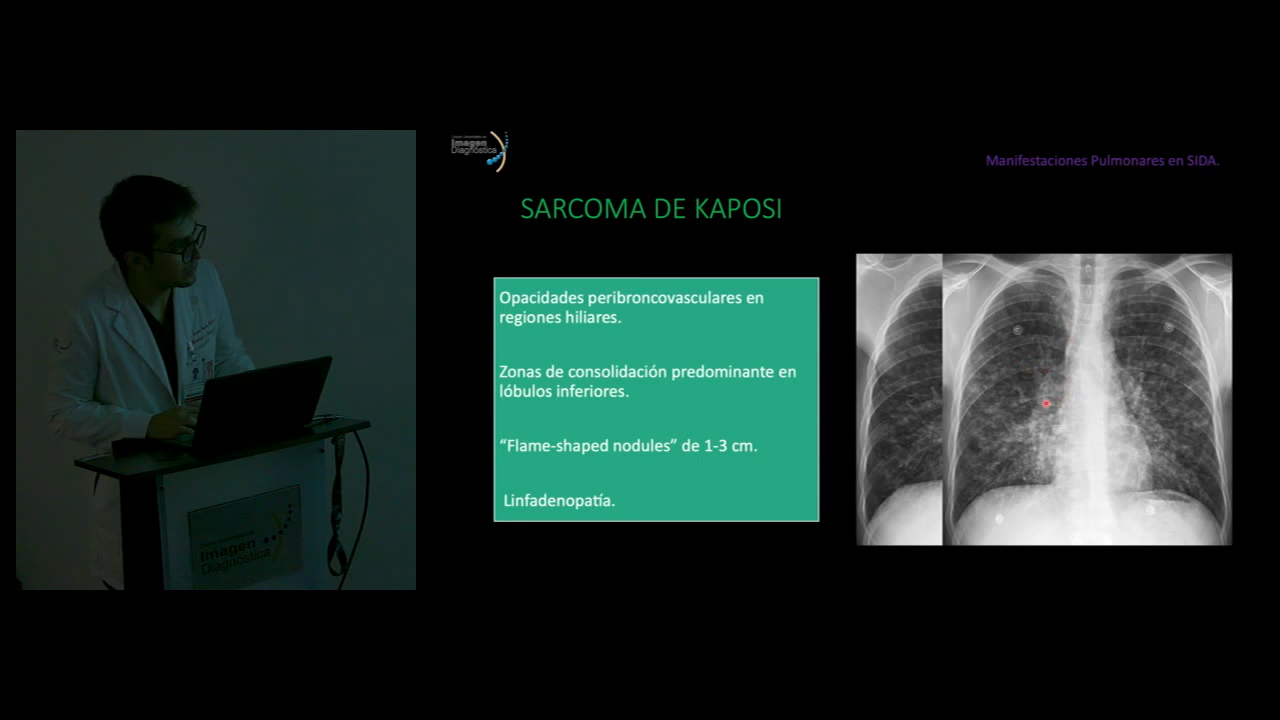 Imagen
Diagnóstica
Manifestaciones Pulmonares en SIDA.
SARCOMA DE KAPOSI
Opacidades peribroncovasculares en
regiones hiliares.
Zonas de consolidación predominante en
lóbulos inferiores.
“Flame-shaped nodules” de 1-3 cm.
Linfadenopatía.
Imagen
Diagnóstica